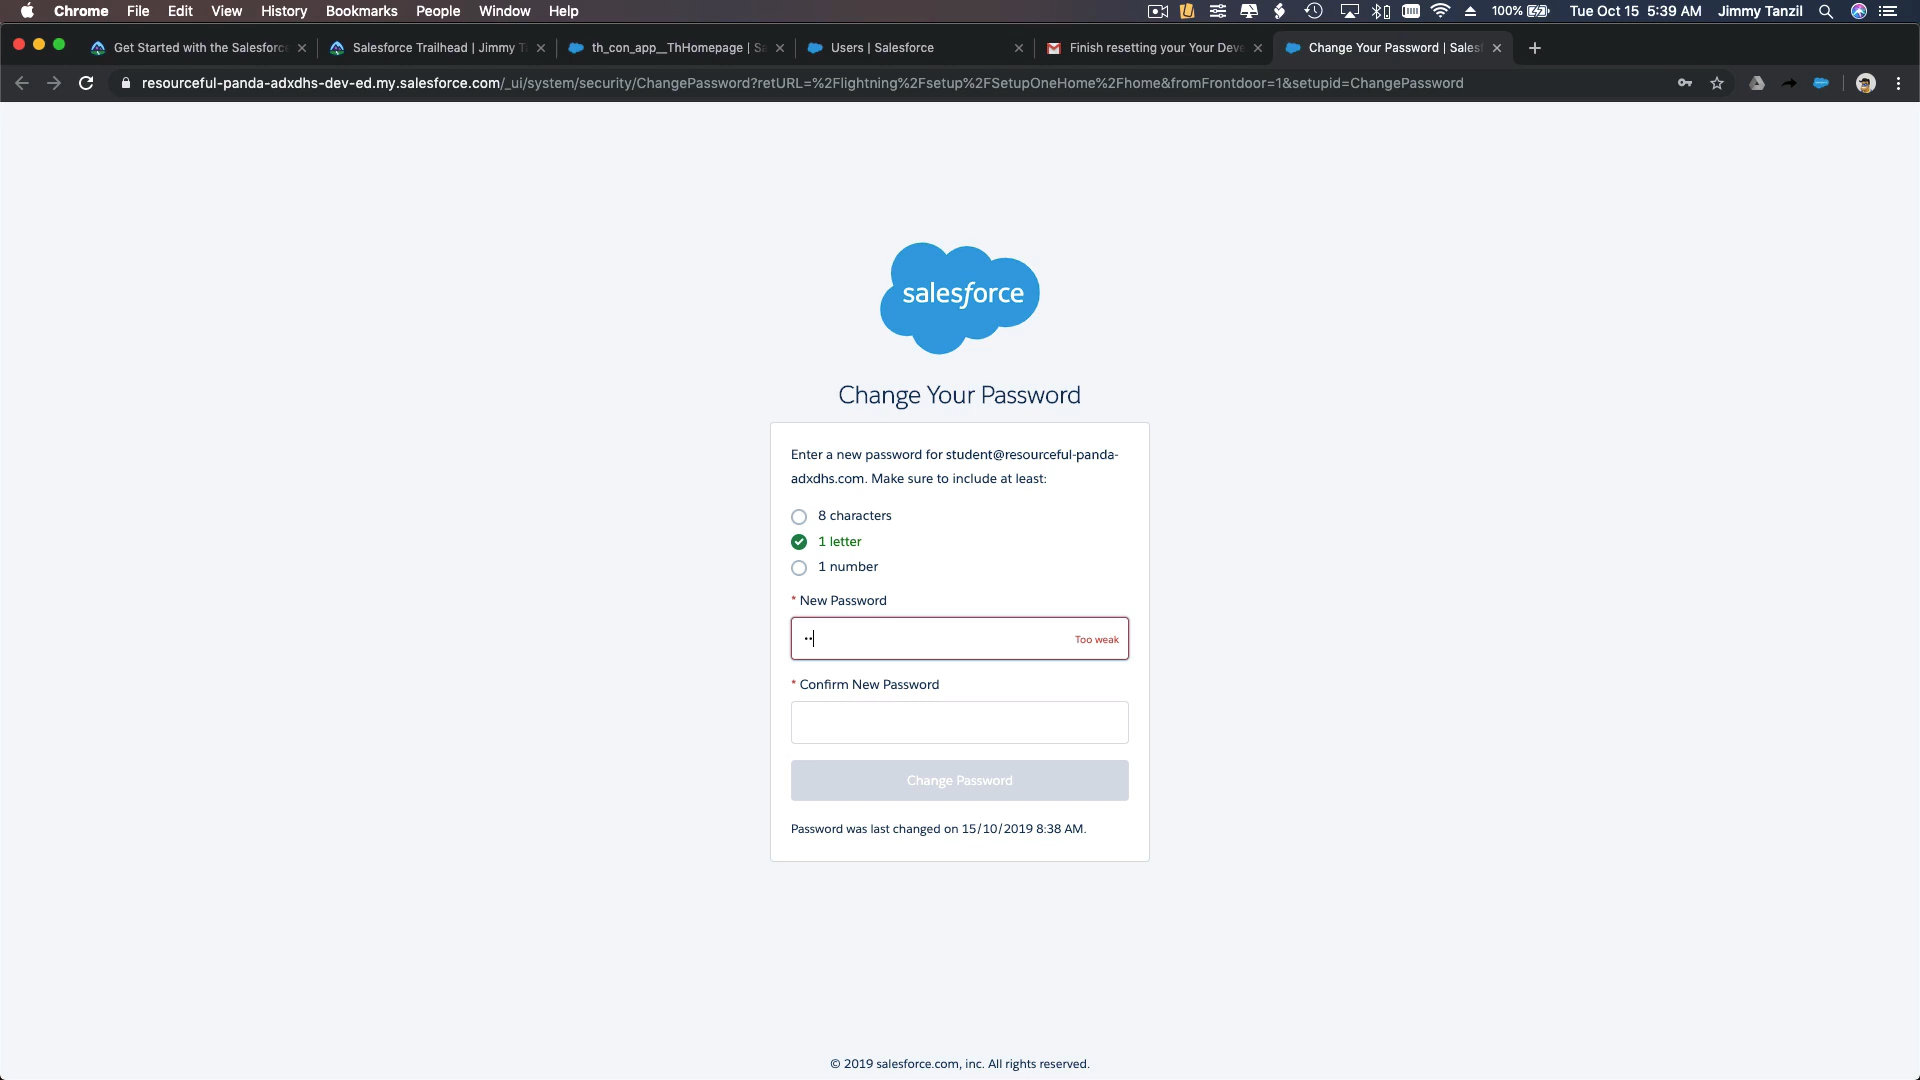 Chrome File Edit View History Bookmarks People Window Help 100% Tue Oct 15 5:39 AM Jimmy Tanzil
Get Started with the Salesforce Salesforce Trailhead | Jimmy T th_con_app__ThHomepage | Sa Users | Salesforce Finish resetting your Your Deve Change Your Password | Salesf
resourceful-panda-adxdhs-dev-ed.my.salesforce.com/_ui/system/security/ChangePassword?retURL=%2Flightning%2Fsetup%2FSetupOneHome%2Fhome&fromFrontdoor=1&setupid=ChangePassword
salesforce
Change Your Password
Enter a new password for student@resourceful-panda-
adxdhs.com. Make sure to include at least:
8 characters
1 letter
1 number
* New Password
•• Too weak
* Confirm New Password
Change Password
Password was last changed on 15/10/2019 8:38 AM.
© 2019 salesforce.com, inc. All rights reserved.